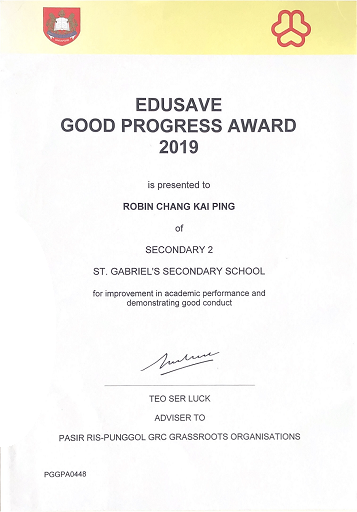 EDUSAVE
GOOD PROGRESS AWARD
2019
is presented to
ROBIN CHANG KAI PING
of
SECONDARY 2
ST. GABRIEL'S SECONDARY SCHOOL
for improvement in academic performance and
demonstrating good conduct
TEO SER LUCK
ADVISER TO
PASIR RIS-PUNGGOL GRC GRASSROOTS ORGANISATIONS
PGGPA0448